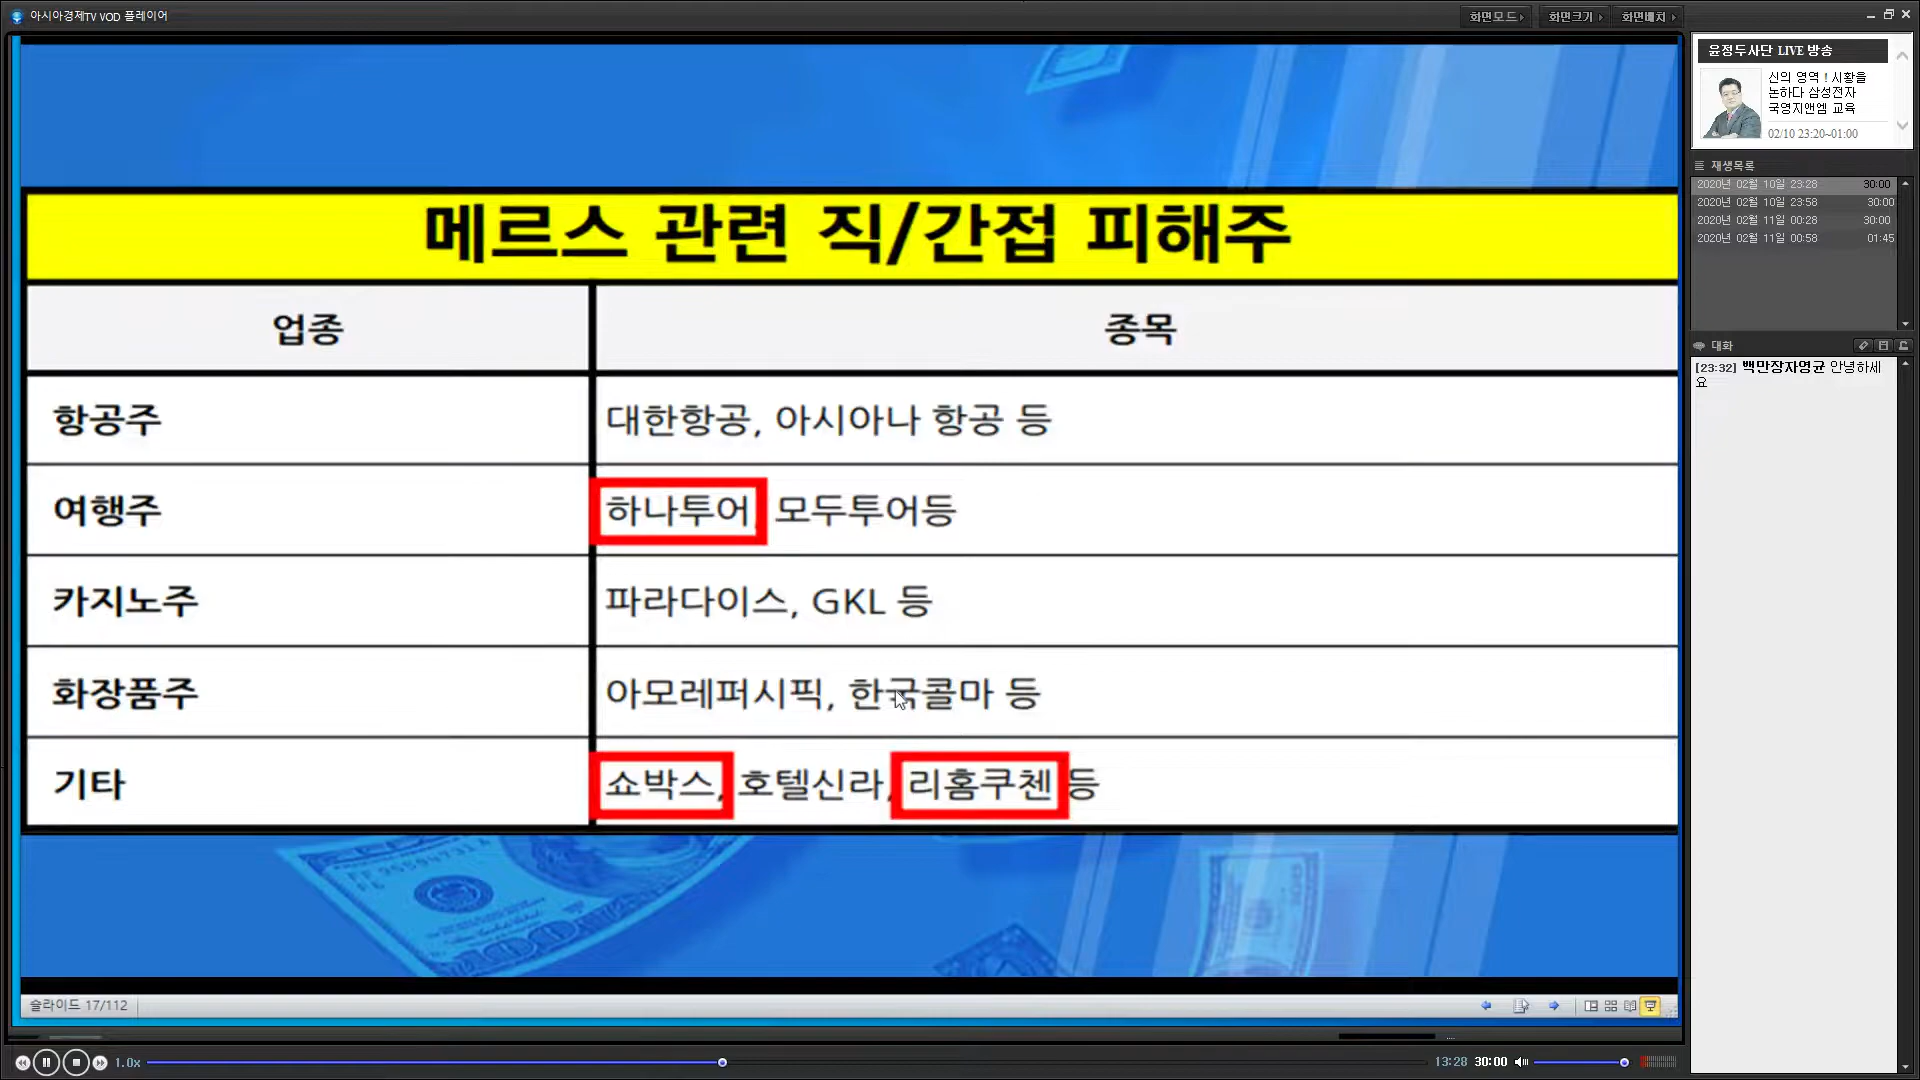 아시아경제TV VOD 플레이어
화면모드
화면크기
화면배치
메르스 관련 직/간접 피해주
업종 종목
항공주 대한항공, 아시아나 항공 등
여행주 하나투어, 모두투어등
카지노주 파라다이스, GKL 등
화장품주 아모레퍼시픽, 한국콜마 등
기타 쇼박스, 호텔신라, 리홈쿠첸 등
슬라이드 17/112
1.0x
13:28 30:00
윤정두사단 LIVE 방송
신의 영역 ! 시황을
논하다 삼성전자
국영지앤엠 교육
02/10 23:20~01:00
재생목록
2020년 02월 10일 23:28 30:00
2020년 02월 10일 23:58 30:00
2020년 02월 11일 00:28 30:00
2020년 02월 11일 00:58 01:45
대화
[23:32] 백만장자영균 안녕하세
요